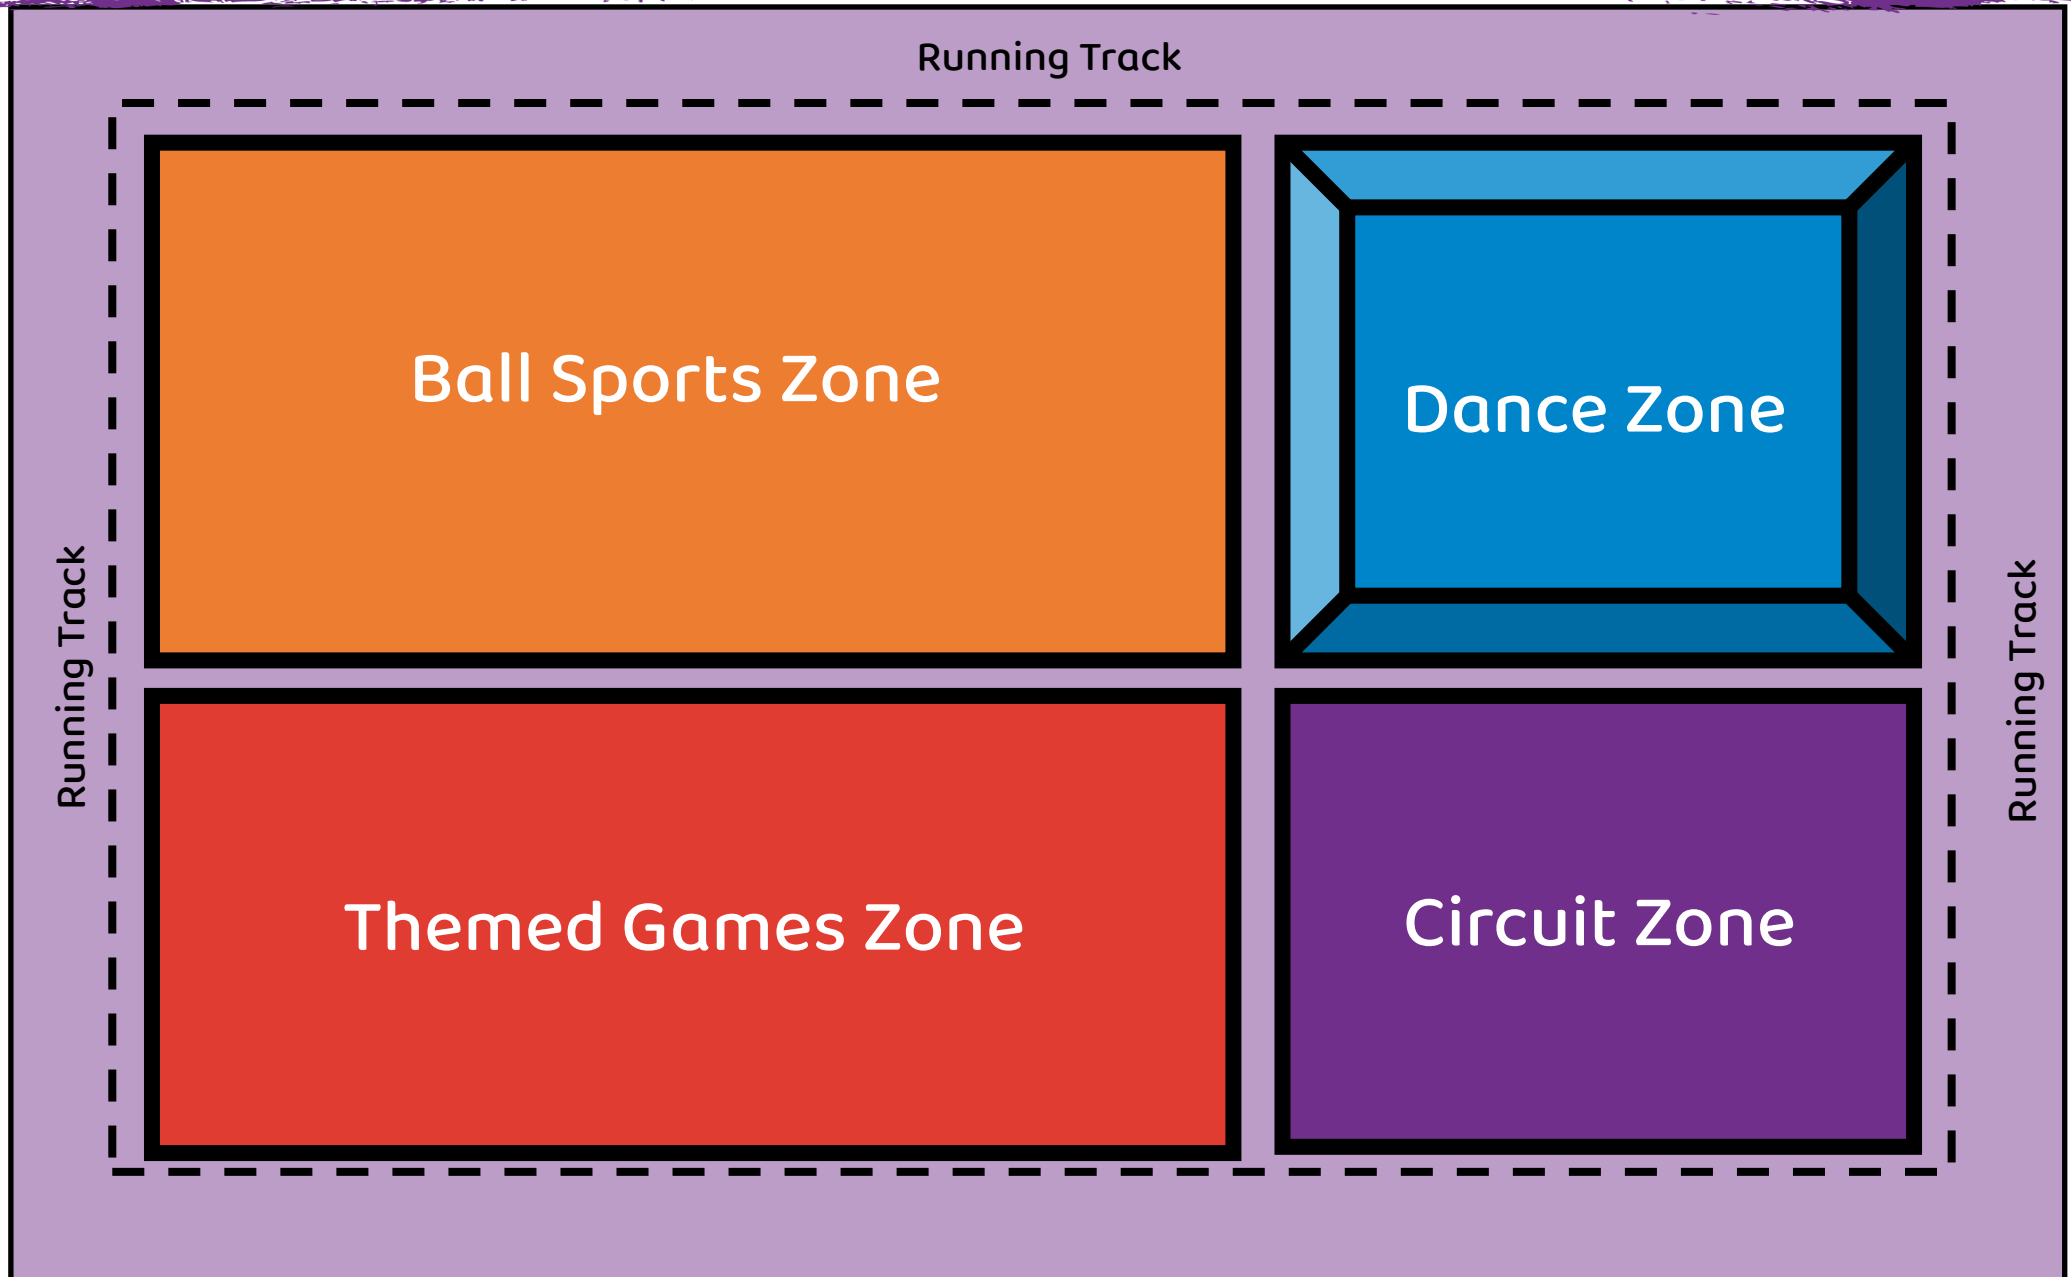 Running Track
Ball Sports Zone
Dance Zone
Running Track
Running Track
Themed Games Zone
Circuit Zone